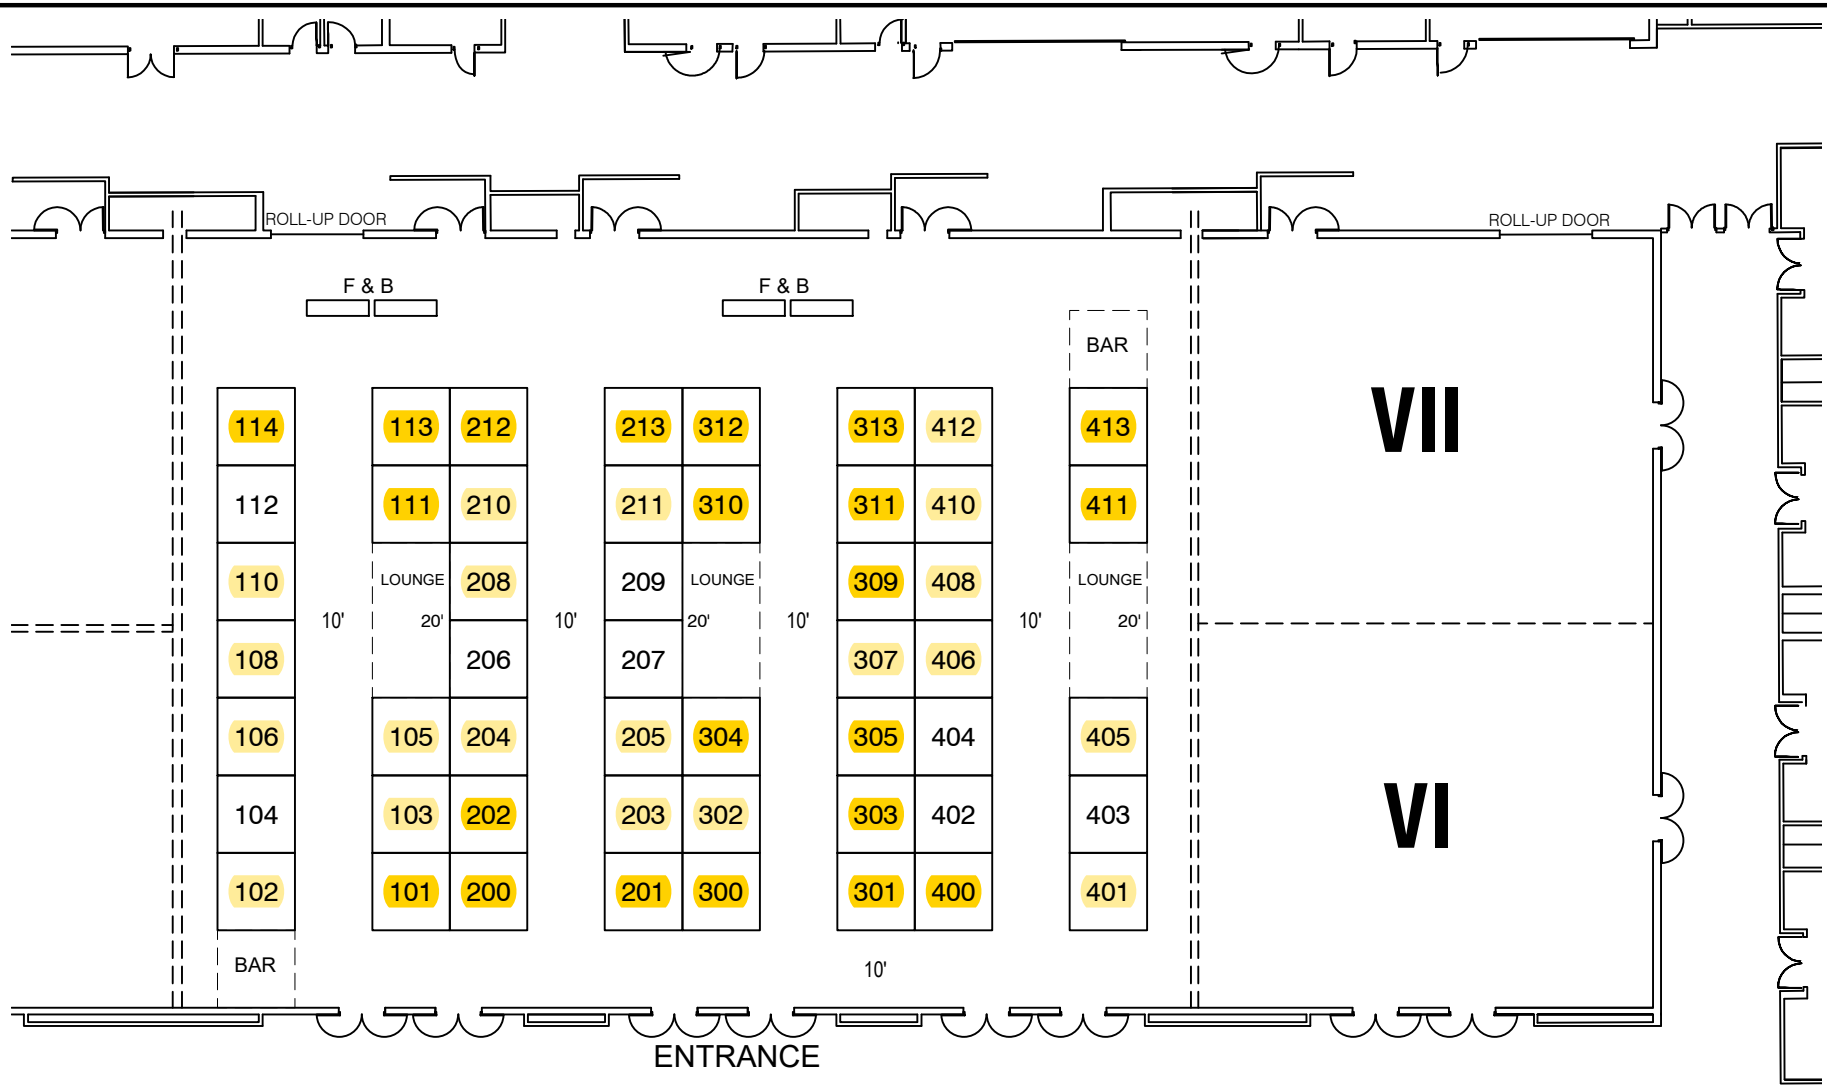 ROLL-UP DOOR ROLL-UP DOOR
F & B F & B
BAR
114 113 212 213 312 313 412 413
VII
112 111 210 211 310 311 410 411
110 LOUNGE 208 209 LOUNGE 309 408 LOUNGE
10' 20' 10' 20' 10' 10' 20'
108 206 207 307 406
106 105 204 205 304 305 404 405
104 103 202 203 302 303 402 403
VI
102 101 200 201 300 301 400 401
BAR 10'
ENTRANCE